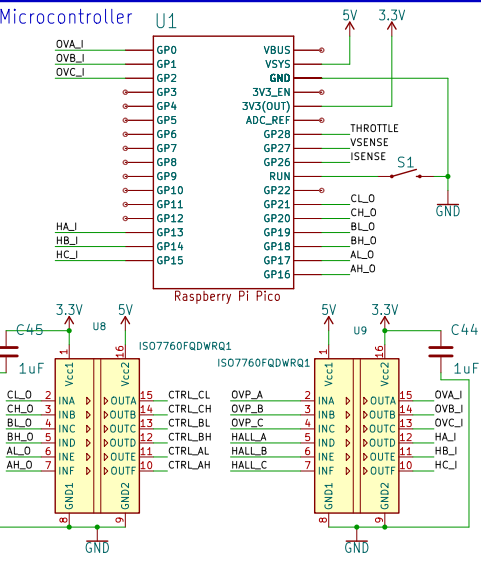 Microcontroller
U1
5V
3.3V
OVA_I GP0 VBUS
OVB_I GP1 VSYS
OVC_I GP2 GND
GP3 3V3_EN
GP4 3V3(OUT)
GP5 ADC_REF
GP6 GP28 THROTTLE
GP7 GP27 VSENSE
GP8 GP26 ISENSE
GP9 RUN S1
GP10 GP22
GP11 GP21 CL_O
GP12 GP20 CH_O
HA_I GP13 GP19 BL_O
HB_I GP14 GP18 BH_O
HC_I GP15 GP17 AL_O
GP16 AH_O
GND
Raspberry Pi Pico
C45
1uF
3.3V
U8
5V
ISO7760FQDWRQ1
1 Vcc1 16 Vcc2
CL_O 2 INA OUTA 15 CTRL_CL
CH_O 3 INB OUTB 14 CTRL_CH
BL_O 4 INC OUTC 13 CTRL_BL
BH_O 5 IND OUTD 12 CTRL_BH
AL_O 6 INE OUTE 11 CTRL_AL
AH_O 7 INF OUTF 10 CTRL_AH
GND1 8 GND2 9
GND
5V
U9
3.3V
C44
1uF
ISO7760FQDWRQ1
1 Vcc1 16 Vcc2
OVP_A 2 INA OUTA 15 OVA_I
OVP_B 3 INB OUTB 14 OVB_I
OVP_C 4 INC OUTC 13 OVC_I
HALL_A 5 IND OUTD 12 HA_I
HALL_B 6 INE OUTE 11 HB_I
HALL_C 7 INF OUTF 10 HC_I
GND1 8 GND2 9
GND